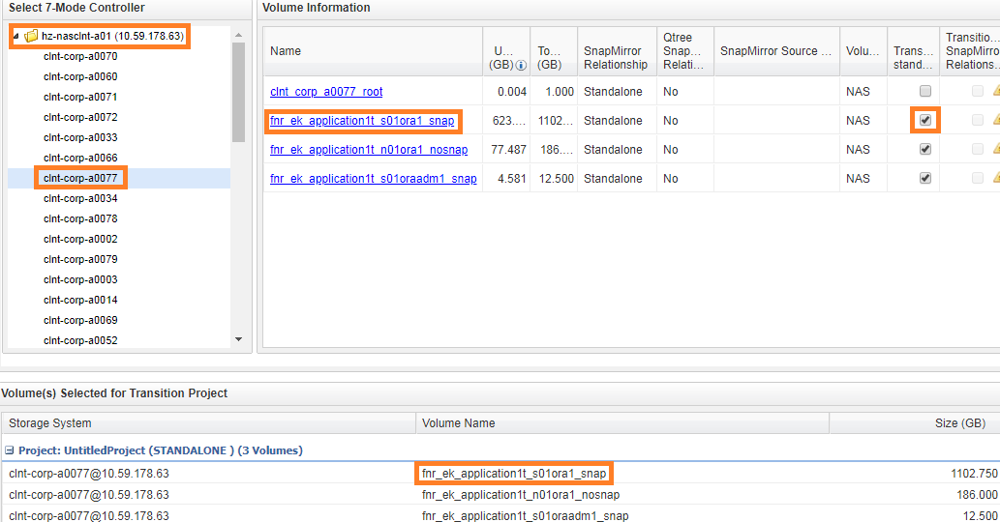 Select 7-Mode Controller
hz-nasclnt-a01 (10.59.178.63)
clnt-corp-a0070
clnt-corp-a0060
clnt-corp-a0071
clnt-corp-a0072
clnt-corp-a0033
clnt-corp-a0066
clnt-corp-a0077
clnt-corp-a0034
clnt-corp-a0078
clnt-corp-a0002
clnt-corp-a0079
clnt-corp-a0003
clnt-corp-a0014
clnt-corp-a0069
clnt-corp-a0052
Volume Information
Name U... (GB) To... (GB) SnapMirror Relationship Qtree Snap... Relati... SnapMirror Source ... Volu... Trans... stand... Transitio... SnapMirro Relations...
clnt_corp_a0077_root 0.004 1.000 Standalone No NAS
fnr_ek_application1t_s01ora1_snap 623.... 1102... Standalone No NAS
fnr_ek_application1t_n01ora1_nosnap 77.487 186.... Standalone No NAS
fnr_ek_application1t_s01oraadm1_snap 4.581 12.500 Standalone No NAS
Volume(s) Selected for Transition Project
Storage System Volume Name Size (GB)
Project: UntitledProject (STANDALONE ) (3 Volumes)
clnt-corp-a0077@10.59.178.63 fnr_ek_application1t_s01ora1_snap 1102.750
clnt-corp-a0077@10.59.178.63 fnr_ek_application1t_n01ora1_nosnap 186.000
clnt-corp-a0077@10.59.178.63 fnr_ek_application1t_s01oraadm1_snap 12.500